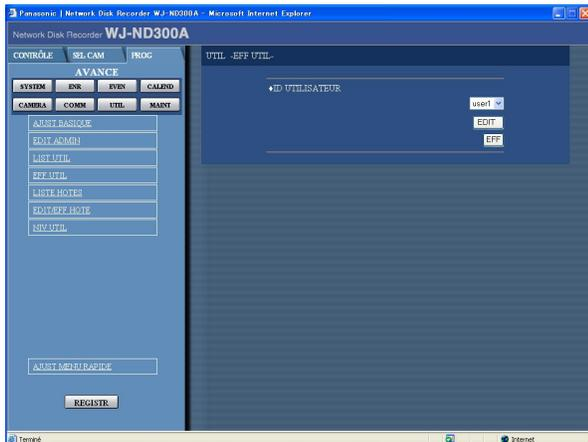 Panasonic | Network Disk Recorder WJ-ND300A - Microsoft Internet Explorer
Network Disk Recorder WJ-ND300A
CONTRÔLE SEL CAM PROG
AVANCE
SYSTEM ENR EVEN CALEND
CAMERA COMM UTIL MAINT
AJUST BASIQUE
EDIT ADMIN
LIST UTIL
EFF UTIL
LISTE HOTES
EDIT/EFF HOTE
NIV UTIL
AJUST MENU RAPIDE
REGISTR
UTIL -EFF UTIL-
♦ID UTILISATEUR
user1
EDIT
EFF
Terminé Internet